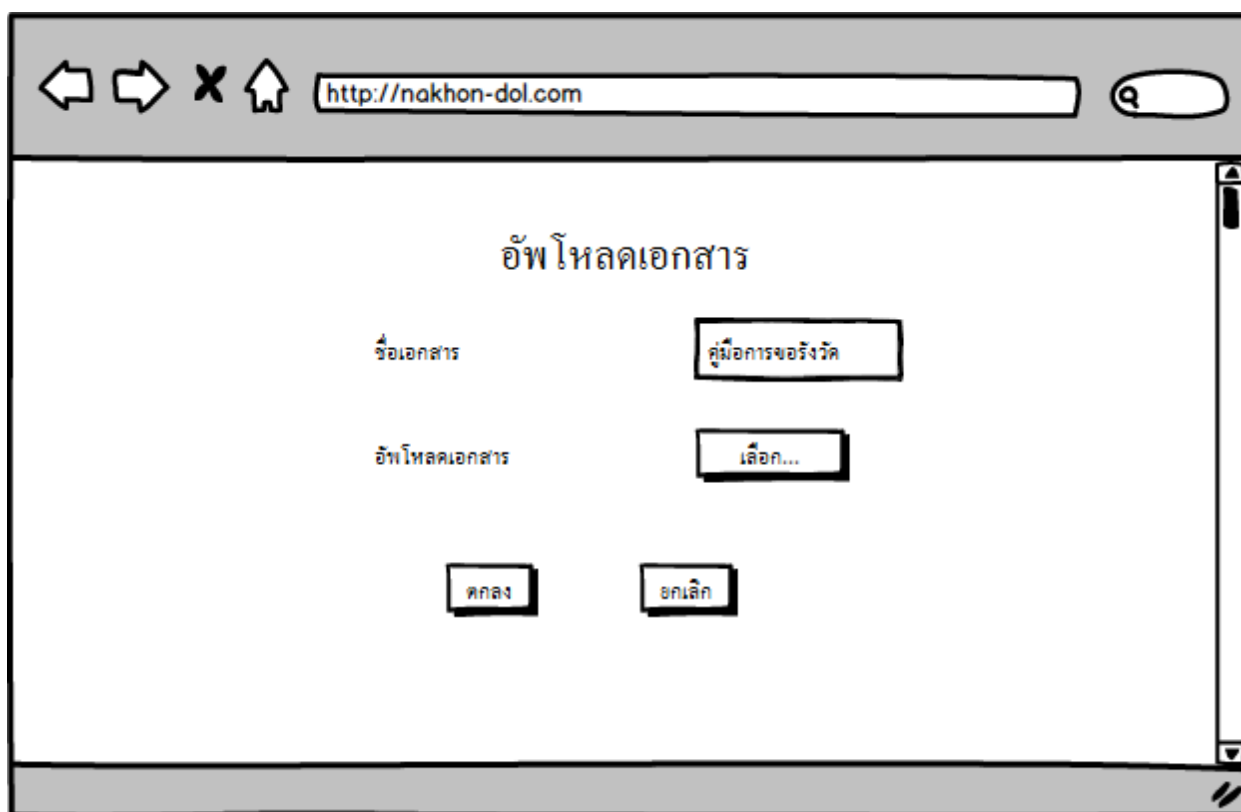 http://nakhon-dol.com
อัพโหลดเอกสาร
ชื่อเอกสาร คู่มือการขอรังวัด
อัพโหลดเอกสาร เลือก...
ตกลง ยกเลิก